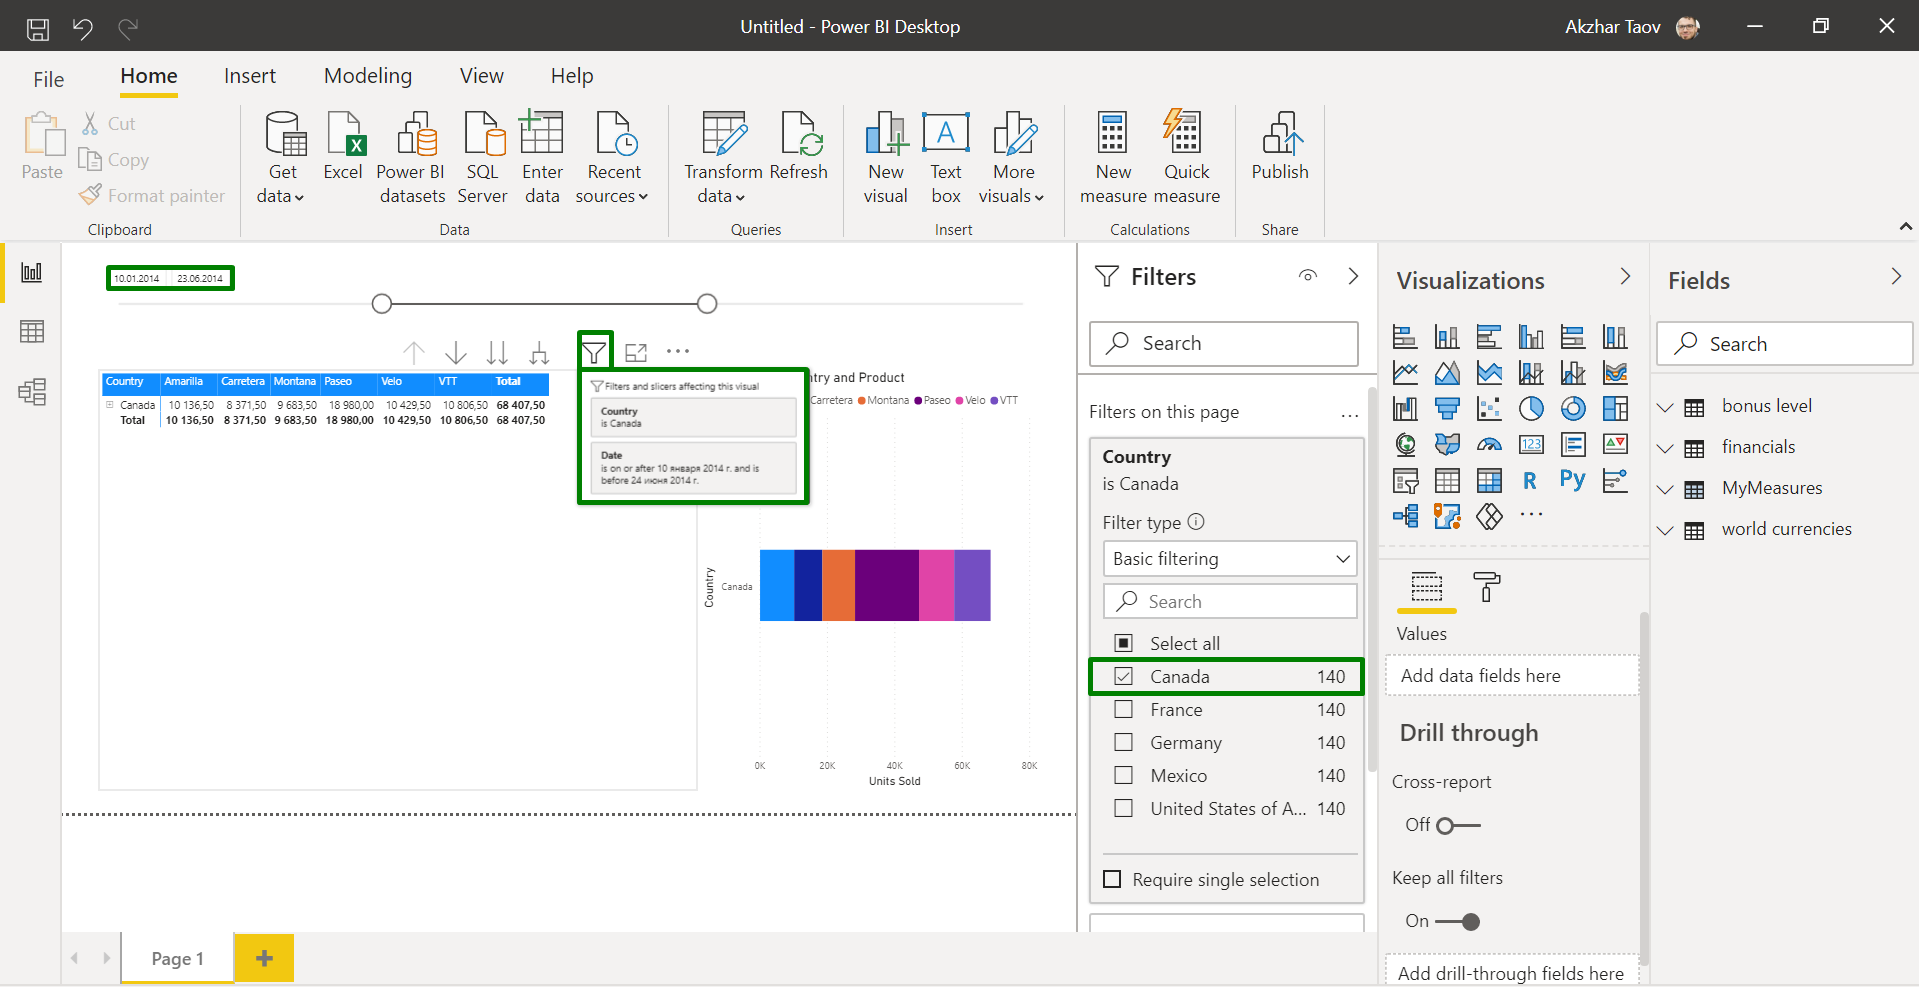 Untitled - Power BI Desktop
Akzhar Taov
File
Home
Insert
Modeling
View
Help
Paste
Cut
Copy
Format painter
Clipboard
Get data
Excel
Power BI datasets
SQL Server
Enter data
Recent sources
Data
Transform data
Refresh
Queries
New visual
A
Text box
More visuals
Insert
New measure
Quick measure
Calculations
Publish
Share
10.01.2014 23.06.2014
Country Amarilla Carretera Montana Paseo Velo VTT Total
Canada 10 136,50 8 371,50 9 683,50 18 980,00 10 429,50 10 806,50 68 407,50
Total 10 136,50 8 371,50 9 683,50 18 980,00 10 429,50 10 806,50 68 407,50
Filters and slicers affecting this visual
Country
is Canada
Date
is on or after 10 января 2014 г. and is
before 24 июня 2014 г.
ntry and Product
Carretera Montana Paseo Velo VTT
Country
Canada
0K 20K 40K 60K 80K
Units Sold
Filters
Search
Filters on this page
Country
is Canada
Filter type
Basic filtering
Search
Select all
Canada 140
France 140
Germany 140
Mexico 140
United States of A... 140
Require single selection
Visualizations
123
R
Py
Values
Add data fields here
Drill through
Cross-report
Off
Keep all filters
On
Add drill-through fields here
Fields
Search
bonus level
financials
MyMeasures
world currencies
Page 1